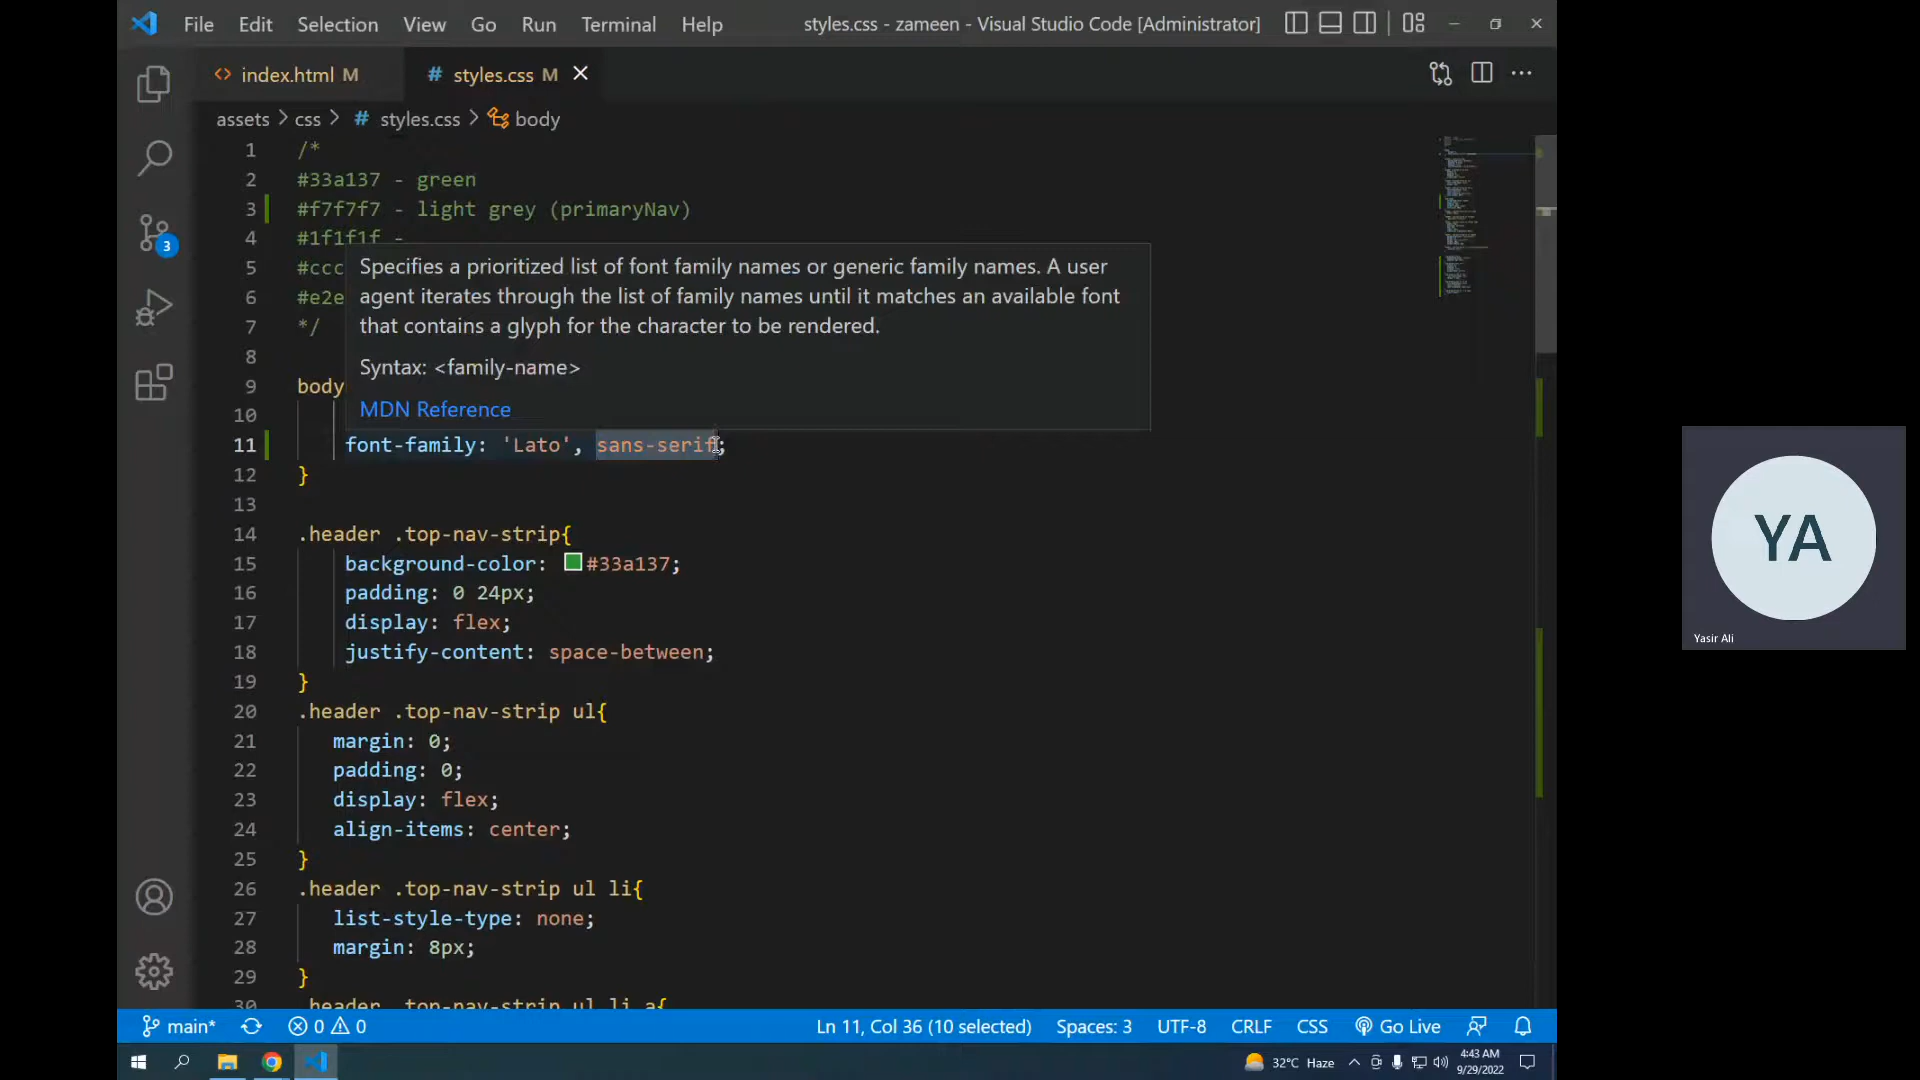 File Edit Selection View Go Run Terminal Help styles.css - zameen - Visual Studio Code [Administrator]
index.html M # styles.css M
assets > css > # styles.css > body
1 /*
2 #33a137 - green
3 #f7f7f7 - light grey (primaryNav)
4 #1f1f1f -
5 #ccc
6 #e2e
7 */
Specifies a prioritized list of font family names or generic family names. A user
agent iterates through the list of family names until it matches an available font
that contains a glyph for the character to be rendered.
Syntax: <family-name>
MDN Reference
8
9 body
10
11 font-family: 'Lato', sans-serif;
12 }
13
14 .header .top-nav-strip{
15 background-color: #33a137;
16 padding: 0 24px;
17 display: flex;
18 justify-content: space-between;
19 }
20 .header .top-nav-strip ul{
21 margin: 0;
22 padding: 0;
23 display: flex;
24 align-items: center;
25 }
26 .header .top-nav-strip ul li{
27 list-style-type: none;
28 margin: 8px;
29 }
30 .header .top-nav-strip ul li a{
3
YA
Yasir Ali
main* 0 0 Ln 11, Col 36 (10 selected) Spaces: 3 UTF-8 CRLF CSS Go Live
32°C Haze 4:43 AM
9/29/2022